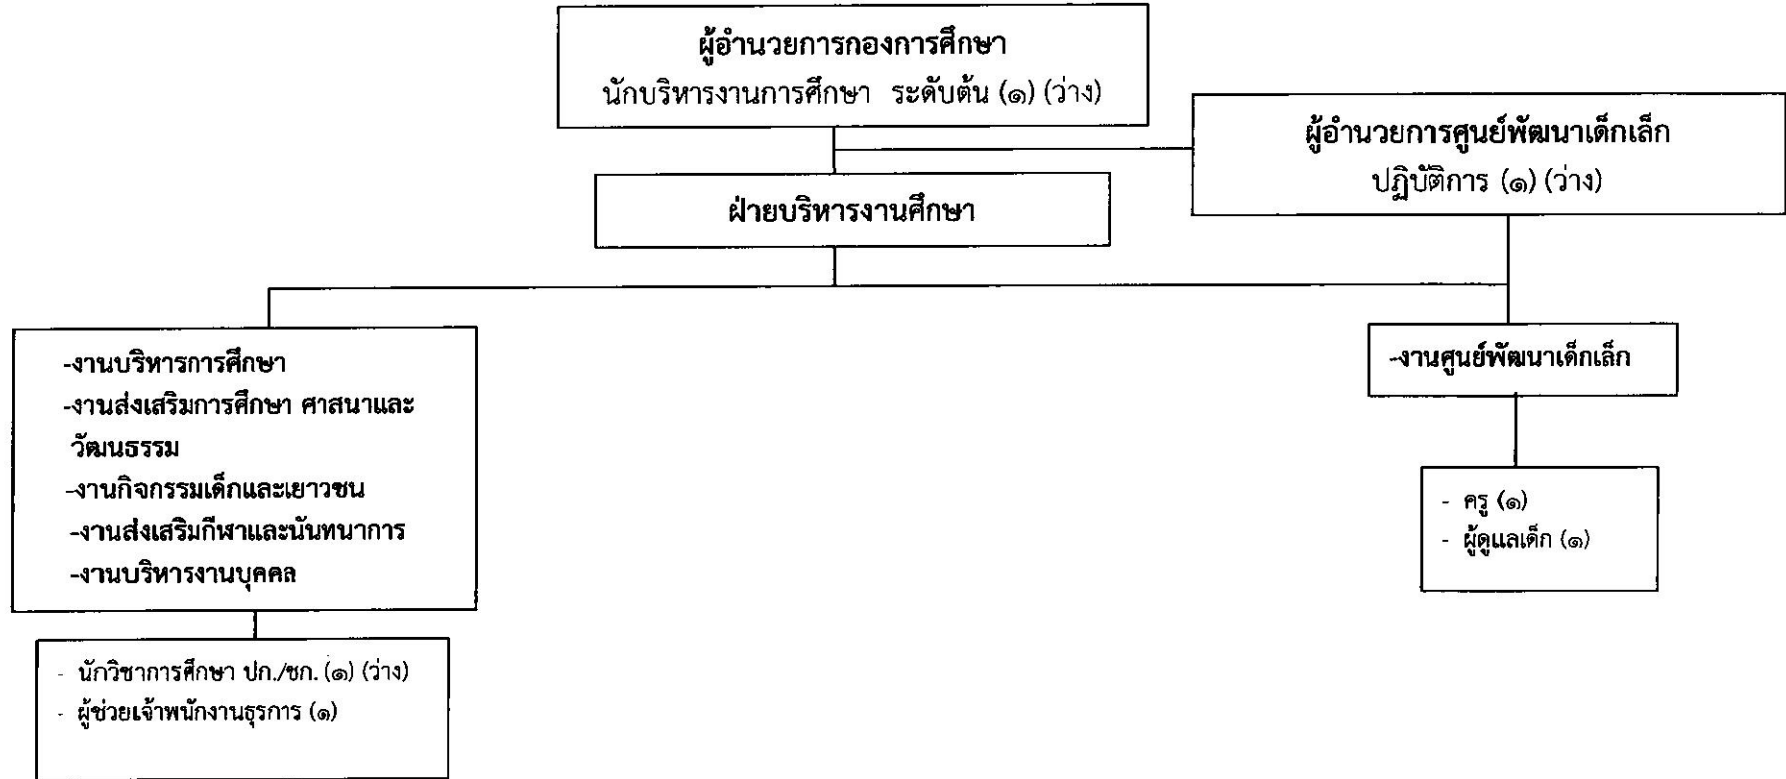 ผู้อำนวยการกองการศึกษา
นักบริหารงานการศึกษา ระดับต้น (๑) (ว่าง)
ผู้อำนวยการศูนย์พัฒนาเด็กเล็ก
ปฏิบัติการ (๑) (ว่าง)
ฝ่ายบริหารงานศึกษา
-งานบริหารการศึกษา
-งานส่งเสริมการศึกษา ศาสนาและ
วัฒนธรรม
-งานกิจกรรมเด็กและเยาวชน
-งานส่งเสริมกีฬาและนันทนาการ
-งานบริหารงานบุคคล
-งานศูนย์พัฒนาเด็กเล็ก
- ครู (๑)
- ผู้ดูแลเด็ก (๑)
- นักวิชาการศึกษา ปก./ชก. (๑) (ว่าง)
- ผู้ช่วยเจ้าพนักงานธุรการ (๑)